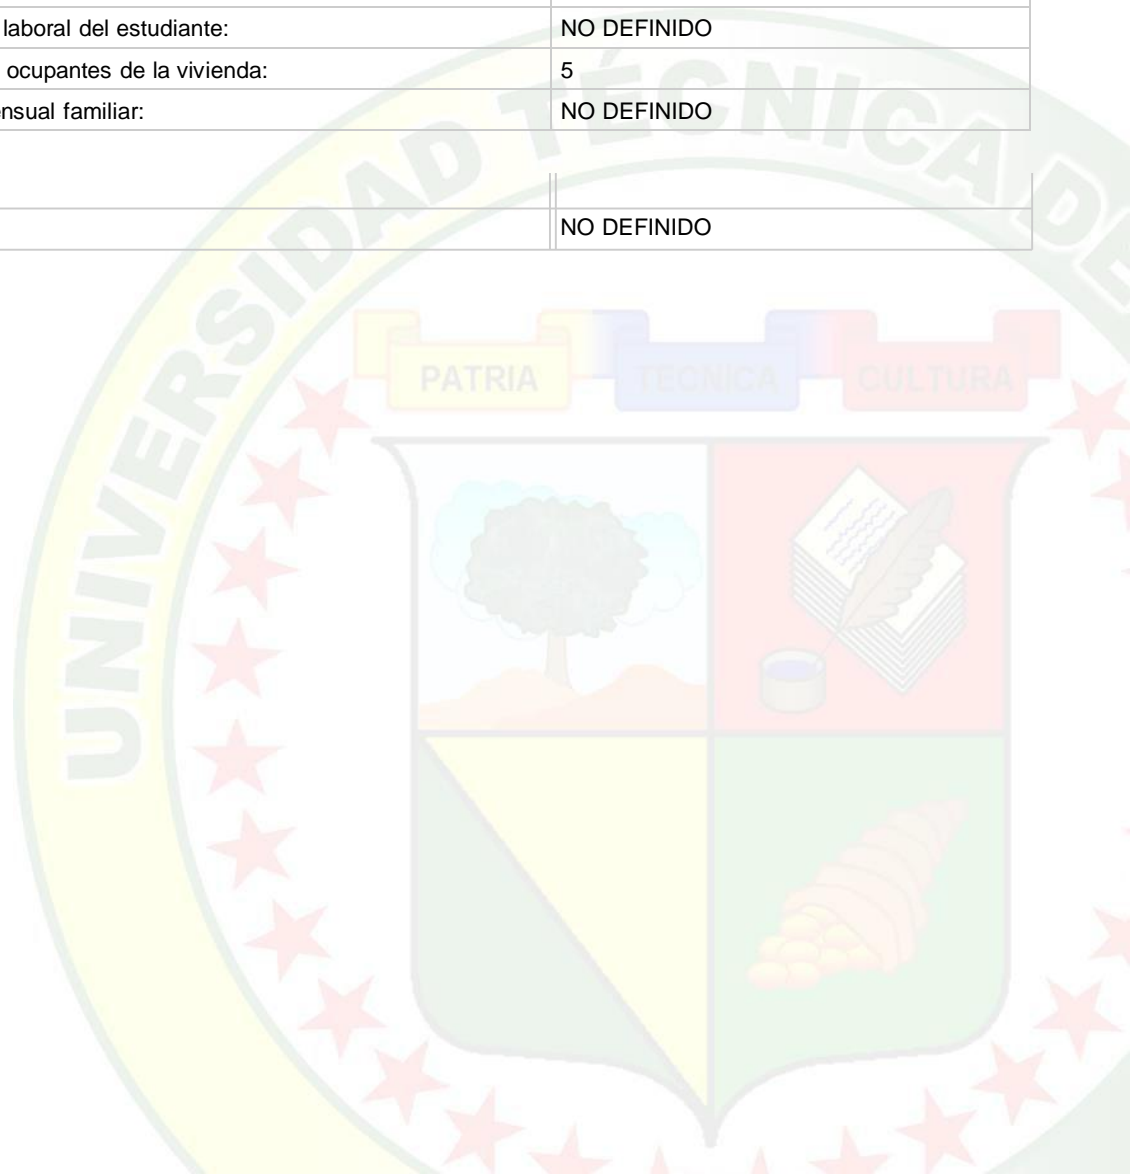 laboral del estudiante: NO DEFINIDO
ocupantes de la vivienda: 5
ensual familiar: NO DEFINIDO
NO DEFINIDO
UNIVERSIDAD TÉCNICA DE
PATRIA TECNICA CULTURA